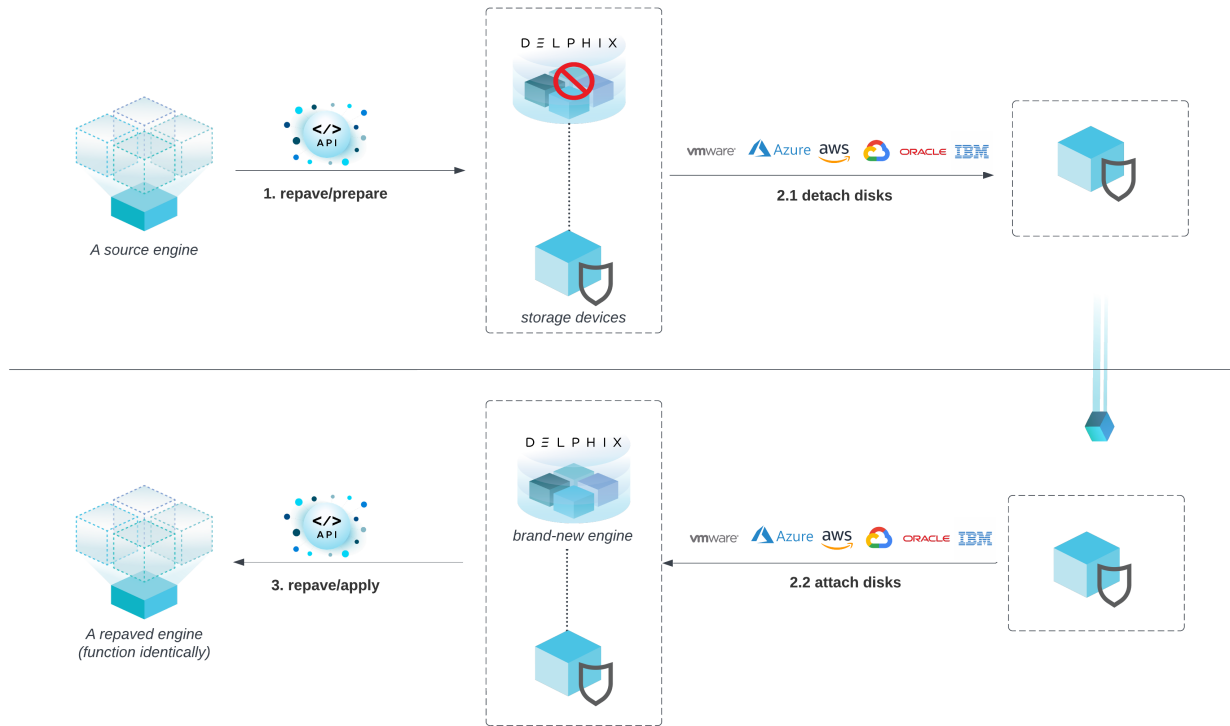 DELPHIX
</>
API
1. repave/prepare
A source engine
vmware®
Azure
aws
ORACLE
IBM
2.1 detach disks
storage devices
DELPHIX
</>
API
3. repave/apply
A repaved engine
(function identically)
brand-new engine
vmware®
Azure
aws
ORACLE
IBM
2.2 attach disks